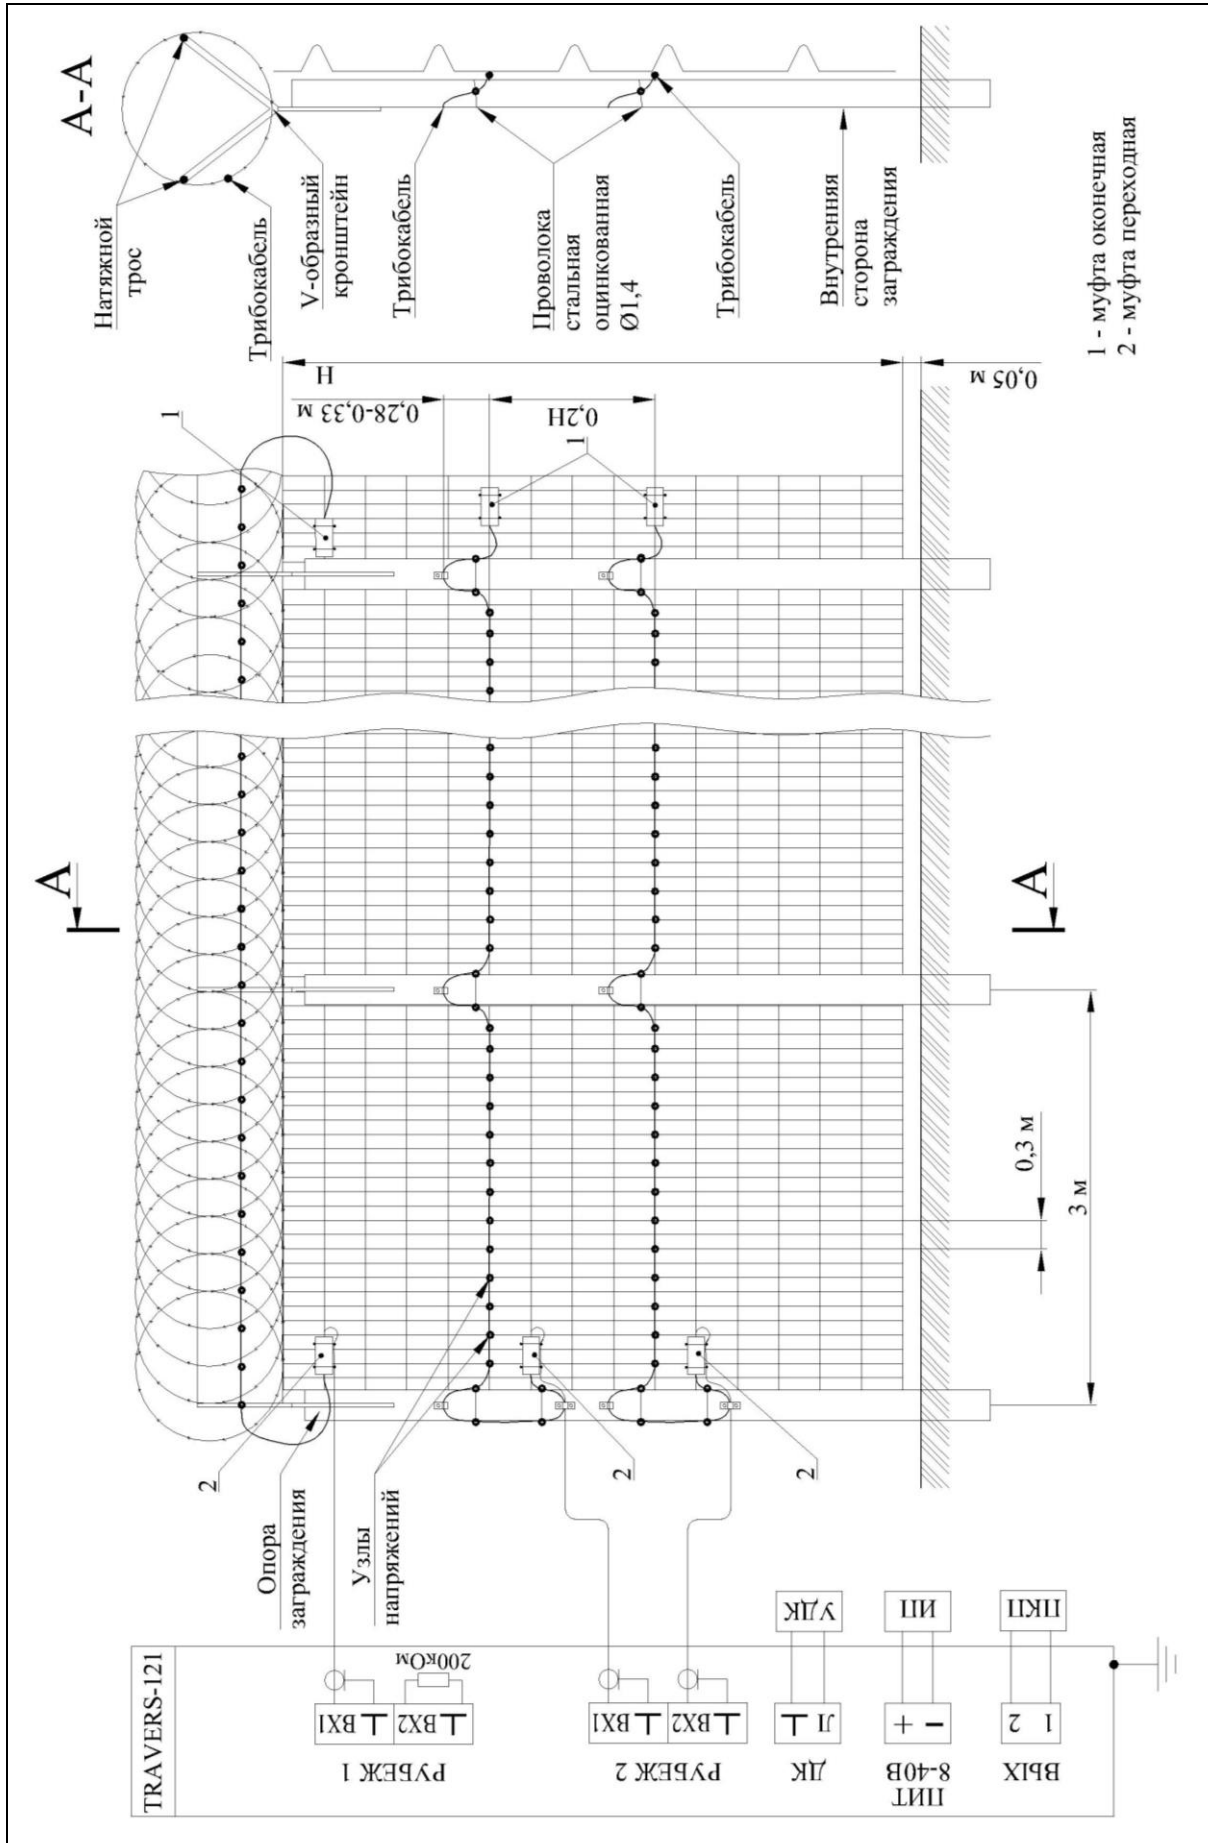 TRAVERS-121
РУБЕЖ 1
ВХ1 ⊥
ВХ2 ⊥
200кОм
РУБЕЖ 2
ВХ1 ⊥
ВХ2 ⊥
ДК
Л ⊥
УДК
ПИТ
8-40В
+ −
ИП
ВЫХ
1 2
ПКП
2
Опора
заграждения
Узлы
напряжений
2
2
А
А
0,3 м
3 м
1
1
0,28-0,33 м
0,2Н
Н
0,05 м
А-А
Натяжной
трос
Трибокабель
V-образный
кронштейн
Трибокабель
Проволока
стальная
оцинкованная
Ø1,4
Трибокабель
Внутренняя
сторона
заграждения
1 - муфта оконечная
2 - муфта переходная